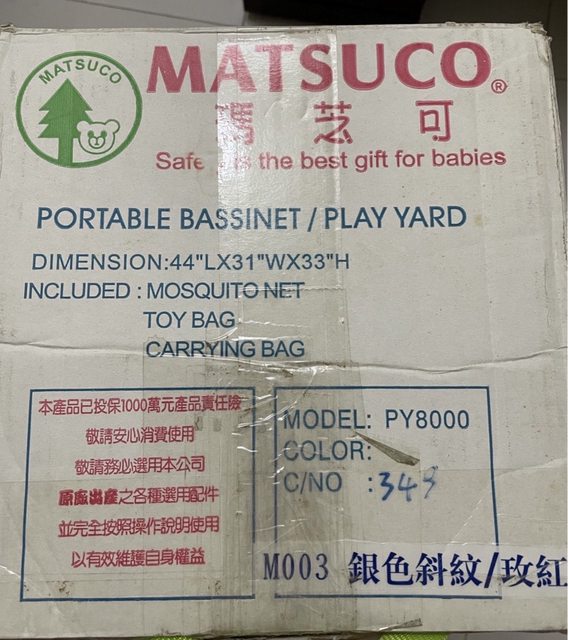 MATSUCO
MATSUCO®
瑪芝可
Safe is the best gift for babies
PORTABLE BASSINET / PLAY YARD
DIMENSION:44"LX31"WX33"H
INCLUDED : MOSQUITO NET
TOY BAG
CARRYING BAG
本產品已投保1000萬元產品責任險
敬請安心消費使用
敬請務必選用本公司
原廠出產之各種選用配件
並完全按照操作說明使用
以有效維護自身權益
MODEL: PY8000
COLOR:
C/NO :348
M003 銀色斜紋/玫紅